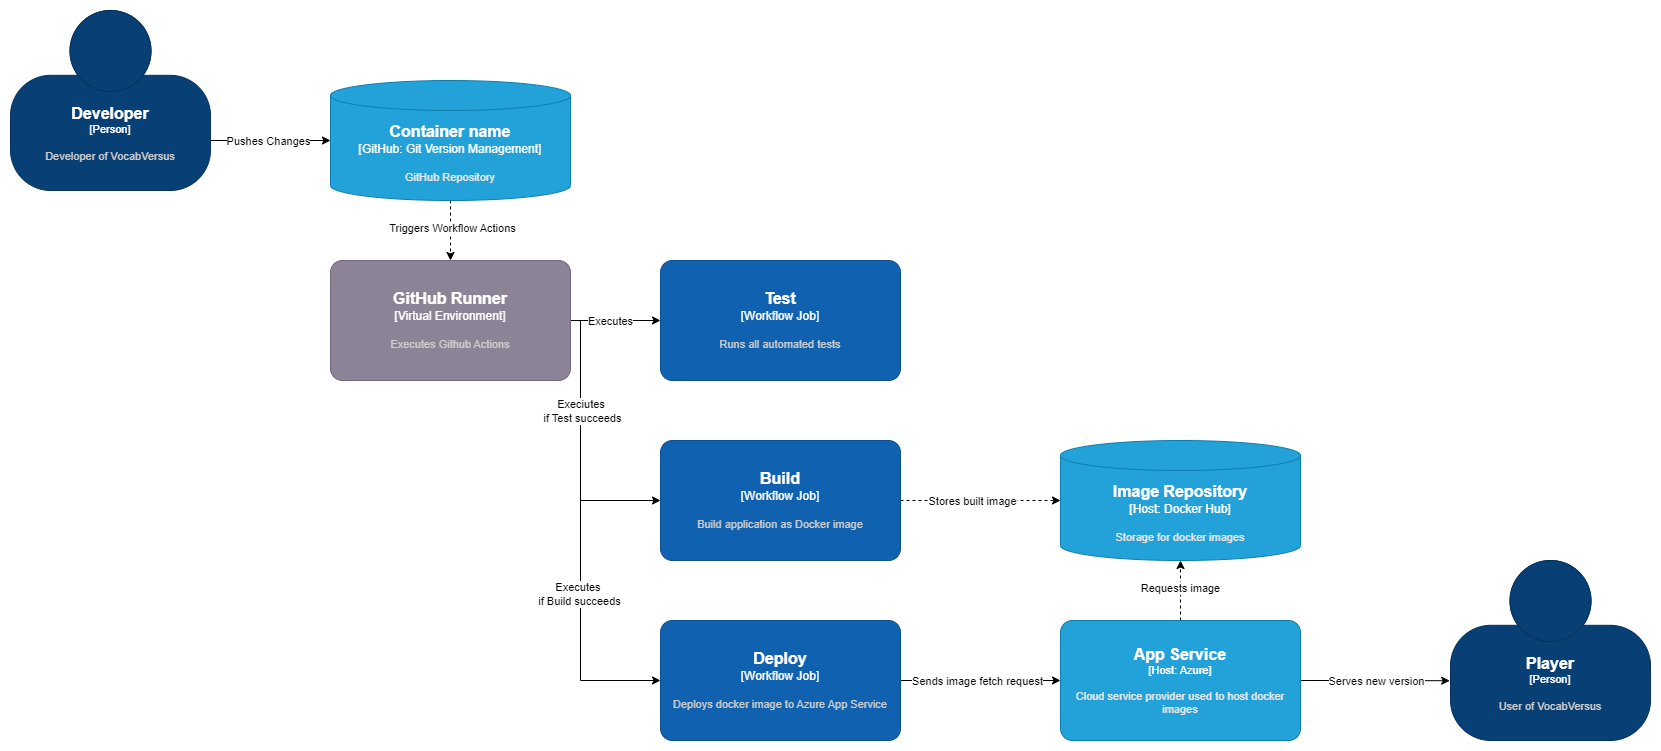 Developer
[Person]
Developer of VocabVersus
Pushes Changes
Container name
[GitHub: Git Version Management]
GitHub Repository
Triggers Workflow Actions
GitHub Runner
[Virtual Environment]
Executes Github Actions
Executes
Test
[Workflow Job]
Runs all automated tests
Execiutes
if Test succeeds
Build
[Workflow Job]
Build application as Docker image
Stores built image
Image Repository
[Host: Docker Hub]
Storage for docker images
Executes
if Build succeeds
Requests image
Deploy
[Workflow Job]
Deploys docker image to Azure App Service
Sends image fetch request
App Service
[Host: Azure]
Cloud service provider used to host docker
images
Serves new version
Player
[Person]
User of VocabVersus